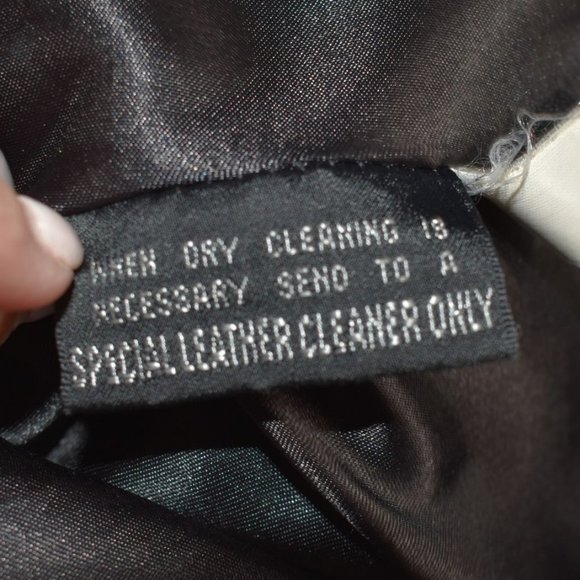 WHEN DRY CLEANING IS
NECESSARY SEND TO A
SPECIAL LEATHER CLEANER ONLY